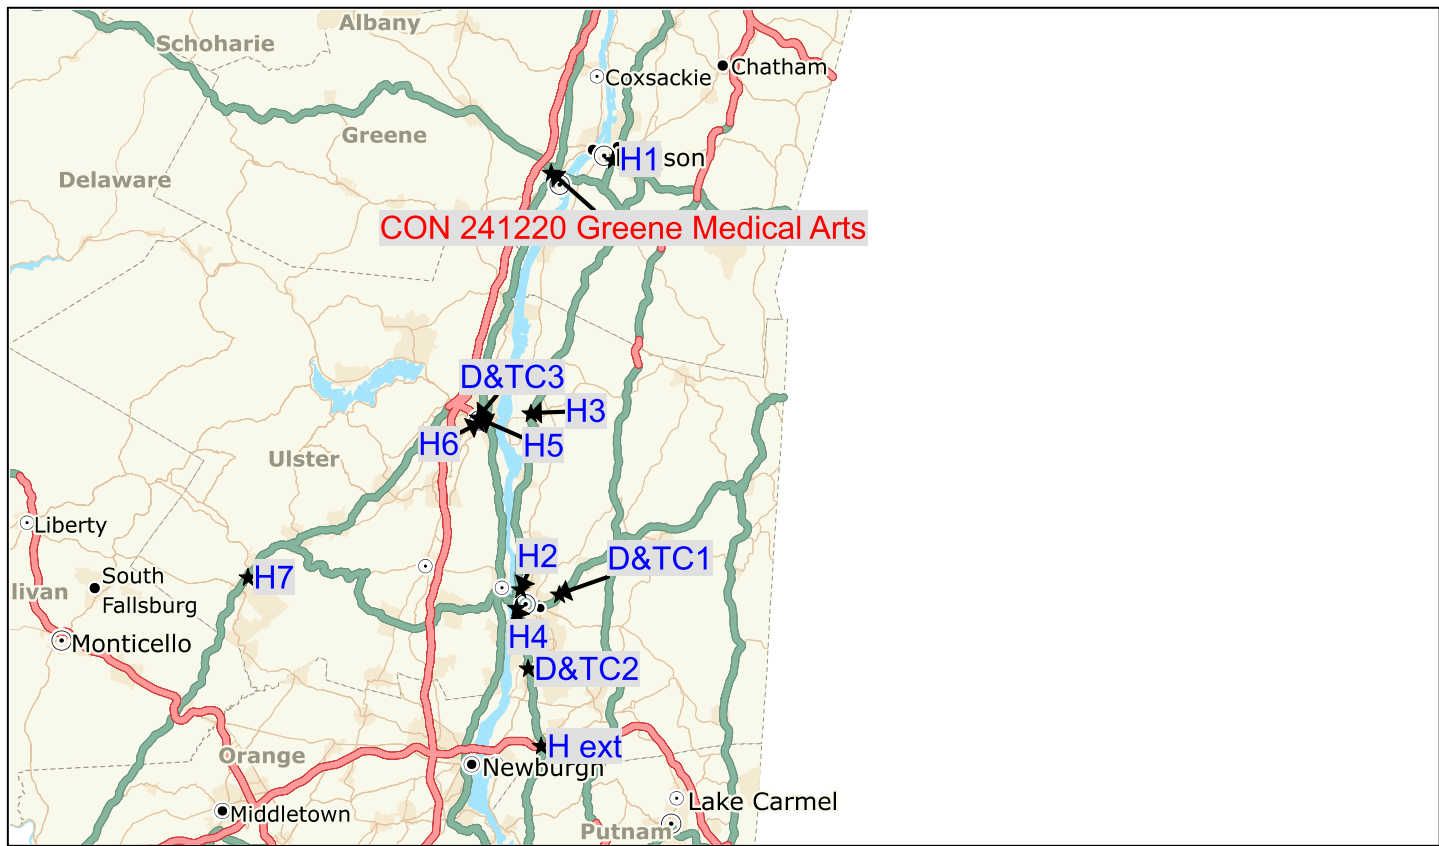 Albany
Schoharie
Coxsackie
Chatham
Greene
H1
son
Delaware
CON 241220 Greene Medical Arts
D&TC3
H3
H6
H5
Ulster
Liberty
H2
D&TC1
South
Fallsburg
H7
livan
H4
Monticello
D&TC2
H ext
Orange
Newburgh
Lake Carmel
Middletown
Putnam